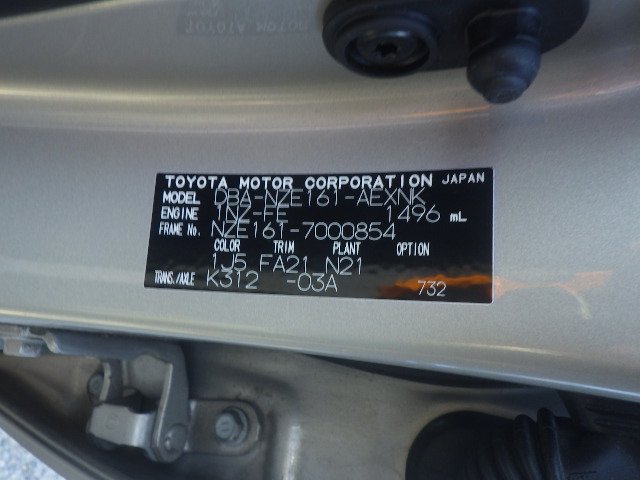 TOYOTA MOTOR CORPORATION JAPAN
MODEL DBA-NZE161-AEXNK
ENGINE 1NZ-FE 1496 mL
FRAME No. NZE161-7000854
COLOR TRIM PLANT OPTION
1J5 FA21 N21
TRANS./AXLE K312 -03A 732